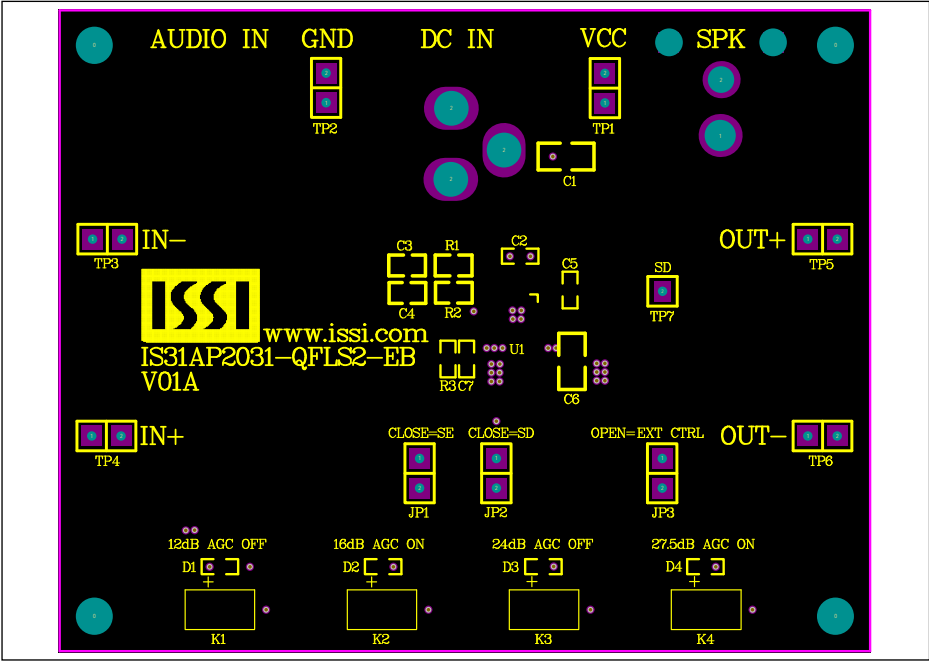 AUDIO IN GND DC IN VCC SPK
TP2 TP1
C1
IN- OUT+
TP3 TP5
C3 R1 C2 C5 SD
C4 R2 TP7
ISSI
www.issi.com
IS31AP2031-QFLS2-EB
V01A
U1
R3 C7 C6
IN+ OUT-
TP4 TP6
CLOSE=SE CLOSE=SD OPEN=EXT CTRL
JP1 JP2 JP3
12dB AGC OFF 16dB AGC ON 24dB AGC OFF 27.5dB AGC ON
D1 D2 D3 D4
+ + + +
K1 K2 K3 K4